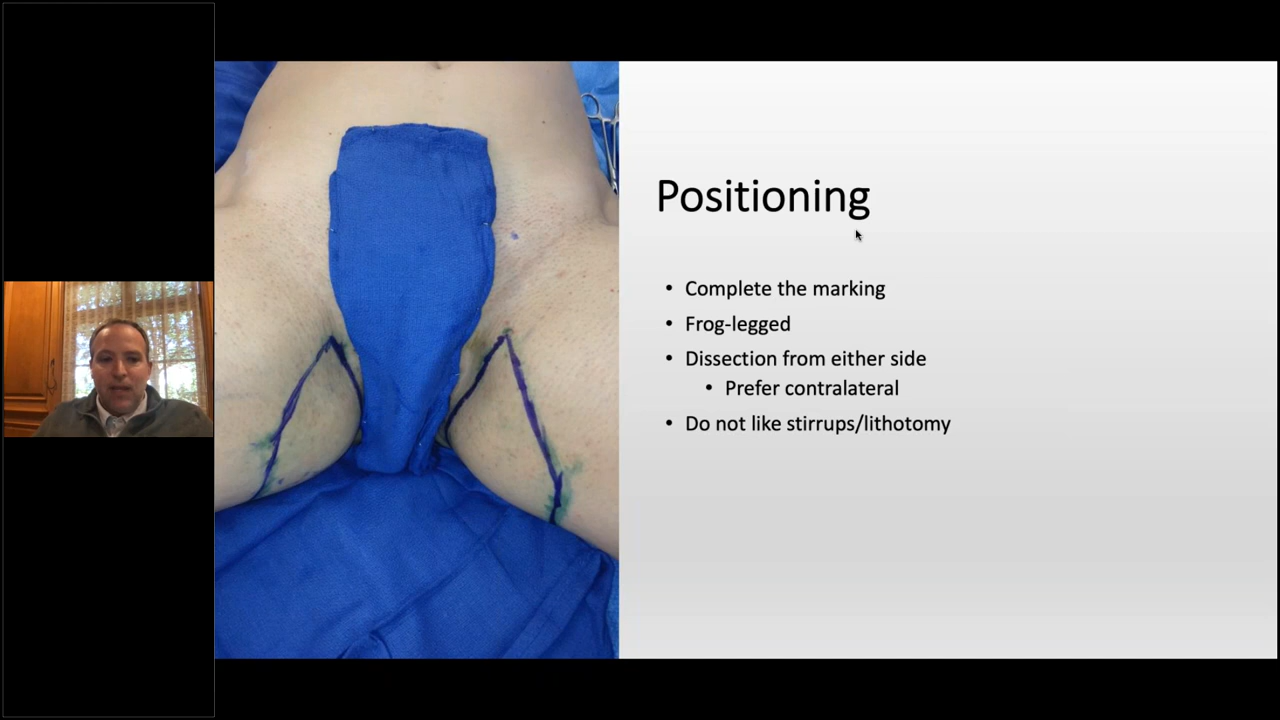 Positioning
• Complete the marking
• Frog-legged
• Dissection from either side
• Prefer contralateral
• Do not like stirrups/lithotomy